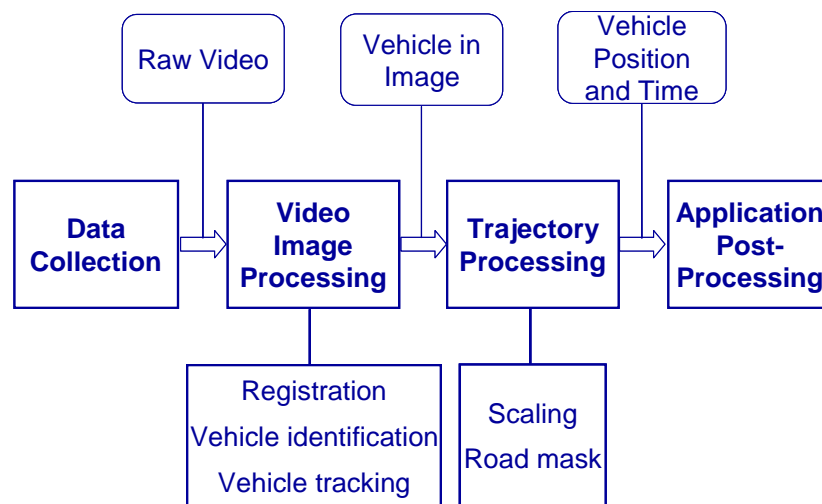 Raw Video
Vehicle in
Image
Vehicle
Position
and Time
Data
Collection
Video
Image
Processing
Trajectory
Processing
Application
Post-
Processing
Registration
Vehicle identification
Vehicle tracking
Scaling
Road mask